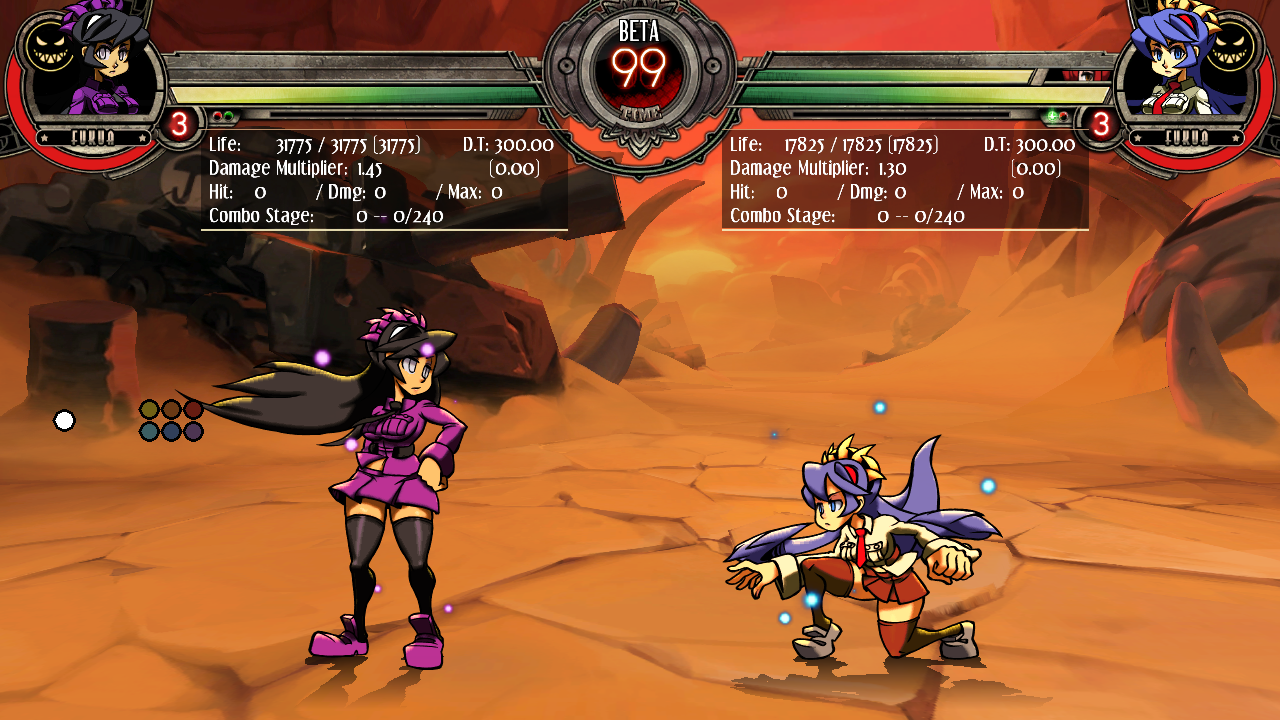 BETA
99
TIME
FUKUA
3
3
FUKUA
Life: 31775 / 31775 (31775) D.T: 300.00
Damage Multiplier: 1.45 (0.00)
Hit: 0 / Dmg: 0 / Max: 0
Combo Stage: 0 -- 0/240
Life: 17825 / 17825 (17825) D.T: 300.00
Damage Multiplier: 1.30 (0.00)
Hit: 0 / Dmg: 0 / Max: 0
Combo Stage: 0 -- 0/240